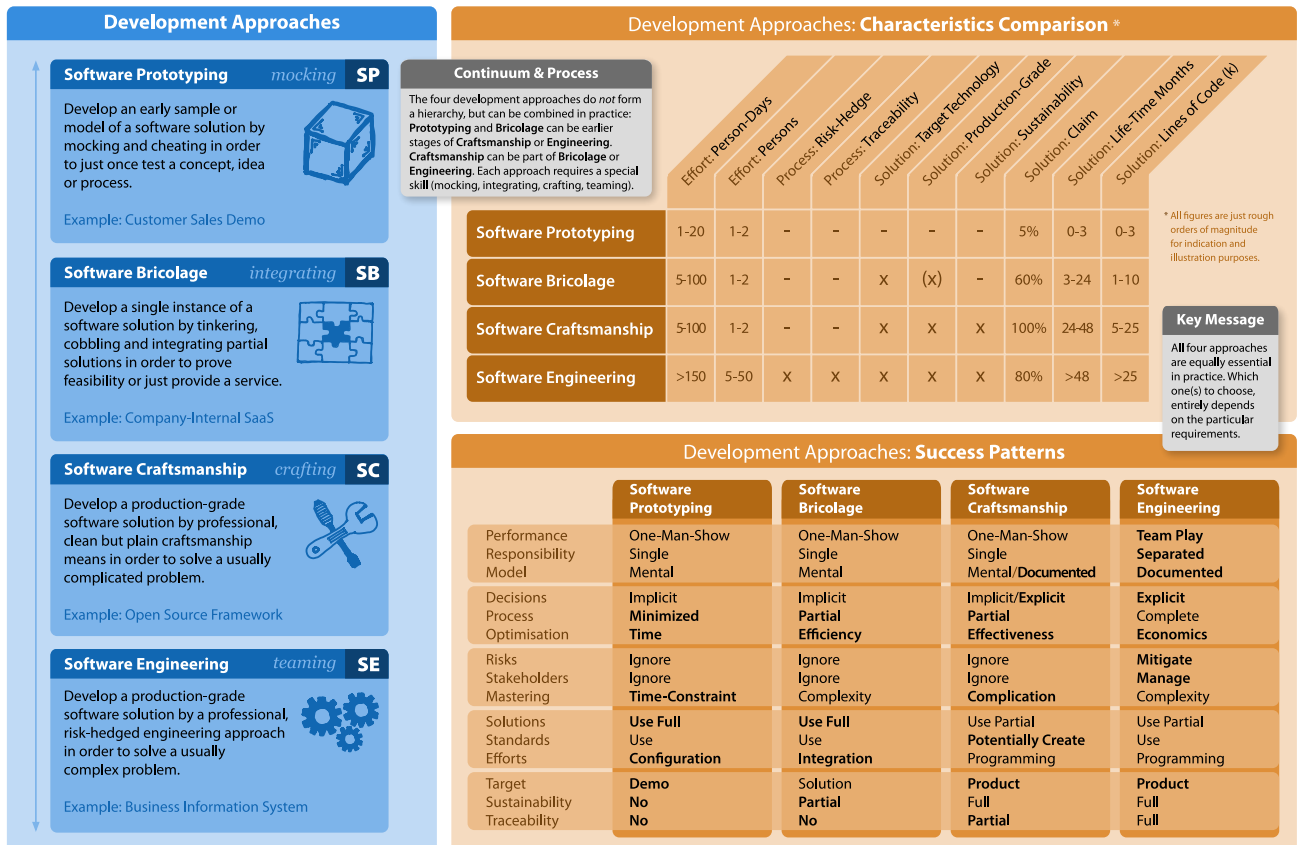 Development Approaches
Software Prototyping mocking SP
Develop an early sample or
model of a software solution by
mocking and cheating in order
to just once test a concept, idea
or process.
Example: Customer Sales Demo
Software Bricolage integrating SB
Develop a single instance of a
software solution by tinkering,
cobbling and integrating partial
solutions in order to prove
feasibility or just provide a service.
Example: Company-Internal SaaS
Software Craftsmanship crafting SC
Develop a production-grade
software solution by professional,
clean but plain craftsmanship
means in order to solve a usually
complicated problem.
Example: Open Source Framework
Software Engineering teaming SE
Develop a production-grade
software solution by a professional,
risk-hedged engineering approach
in order to solve a usually
complex problem.
Example: Business Information System
Continuum & Process
The four development approaches do not form
a hierarchy, but can be combined in practice:
Prototyping and Bricolage can be earlier
stages of Craftsmanship or Engineering.
Craftsmanship can be part of Bricolage or
Engineering. Each approach requires a special
skill (mocking, integrating, crafting, teaming).
Development Approaches: Characteristics Comparison *
Effort: Person-Days
Effort: Persons
Process: Risk-Hedge
Process: Traceability
Solution: Target Technology
Solution: Production-Grade
Solution: Sustainability
Solution: Claim
Solution: Life-Time Months
Solution: Lines of Code (k)
Software Prototyping 1-20 1-2 – – – – – 5% 0-3 0-3
Software Bricolage 5-100 1-2 – – x (x) – 60% 3-24 1-10
Software Craftsmanship 5-100 1-2 – – x x x 100% 24-48 5-25
Software Engineering >150 5-50 x x x x x 80% >48 >25
* All figures are just rough
orders of magnitude
for indication and
illustration purposes.
Key Message
All four approaches
are equally essential
in practice. Which
one(s) to choose,
entirely depends
on the particular
requirements.
Development Approaches: Success Patterns
Software Software Software Software
Prototyping Bricolage Craftsmanship Engineering
Performance One-Man-Show One-Man-Show One-Man-Show Team Play
Responsibility Single Single Single Separated
Model Mental Mental Mental/Documented Documented
Decisions Implicit Implicit Implicit/Explicit Explicit
Process Minimized Partial Partial Complete
Optimisation Time Efficiency Effectiveness Economics
Risks Ignore Ignore Ignore Mitigate
Stakeholders Ignore Ignore Ignore Manage
Mastering Time-Constraint Complexity Complication Complexity
Solutions Use Full Use Full Use Partial Use Partial
Standards Use Use Potentially Create Use
Efforts Configuration Integration Programming Programming
Target Demo Solution Product Product
Sustainability No Partial Full Full
Traceability No No Partial Full